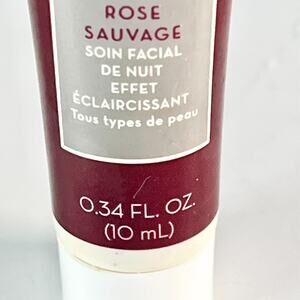 ROSE
SAUVAGE
SOIN FACIAL
DE NUIT
EFFET
ÉCLAIRCISSANT
Tous types de peau
0.34 FL. OZ.
(10 mL)